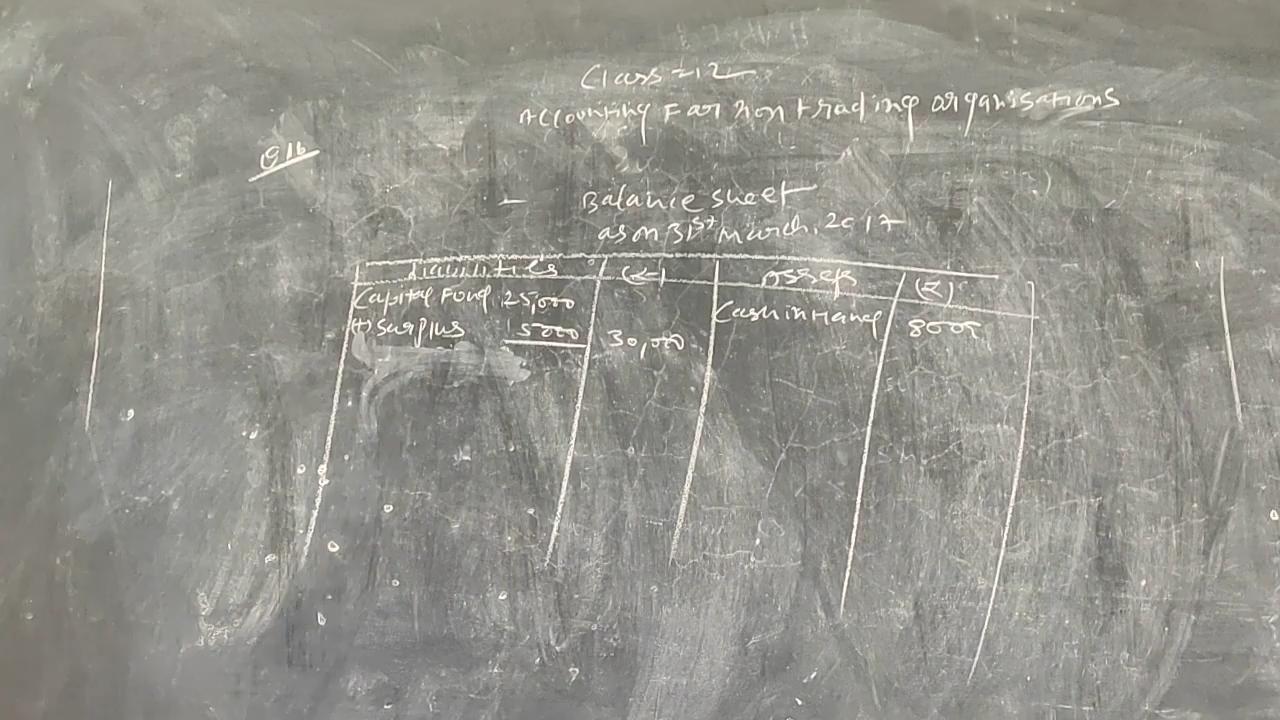 Class-12
Accounting For Non trading organisations
Q16
Balance sheet
as on 31st March, 2017
Liabilities (₹) Assets (₹)
Capital Fund 25,000 Cash in Hand 8000
(+) Surplus 5000 30,000